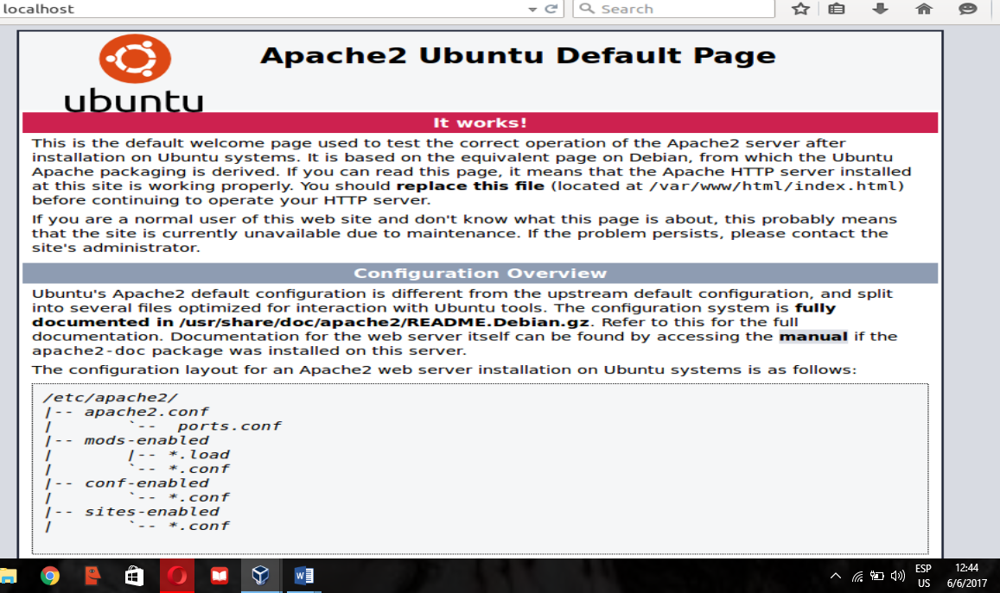 localhost
Search
ubuntu
Apache2 Ubuntu Default Page
It works!
This is the default welcome page used to test the correct operation of the Apache2 server after
installation on Ubuntu systems. It is based on the equivalent page on Debian, from which the Ubuntu
Apache packaging is derived. If you can read this page, it means that the Apache HTTP server installed
at this site is working properly. You should replace this file (located at /var/www/html/index.html)
before continuing to operate your HTTP server.
If you are a normal user of this web site and don't know what this page is about, this probably means
that the site is currently unavailable due to maintenance. If the problem persists, please contact the
site's administrator.
Configuration Overview
Ubuntu's Apache2 default configuration is different from the upstream default configuration, and split
into several files optimized for interaction with Ubuntu tools. The configuration system is fully
documented in /usr/share/doc/apache2/README.Debian.gz. Refer to this for the full
documentation. Documentation for the web server itself can be found by accessing the manual if the
apache2-doc package was installed on this server.
The configuration layout for an Apache2 web server installation on Ubuntu systems is as follows:
/etc/apache2/
|-- apache2.conf
|       `--  ports.conf
|-- mods-enabled
|       |-- *.load
|       `-- *.conf
|-- conf-enabled
|       `-- *.conf
|-- sites-enabled
|       `-- *.conf
ESP
US
12:44
6/6/2017